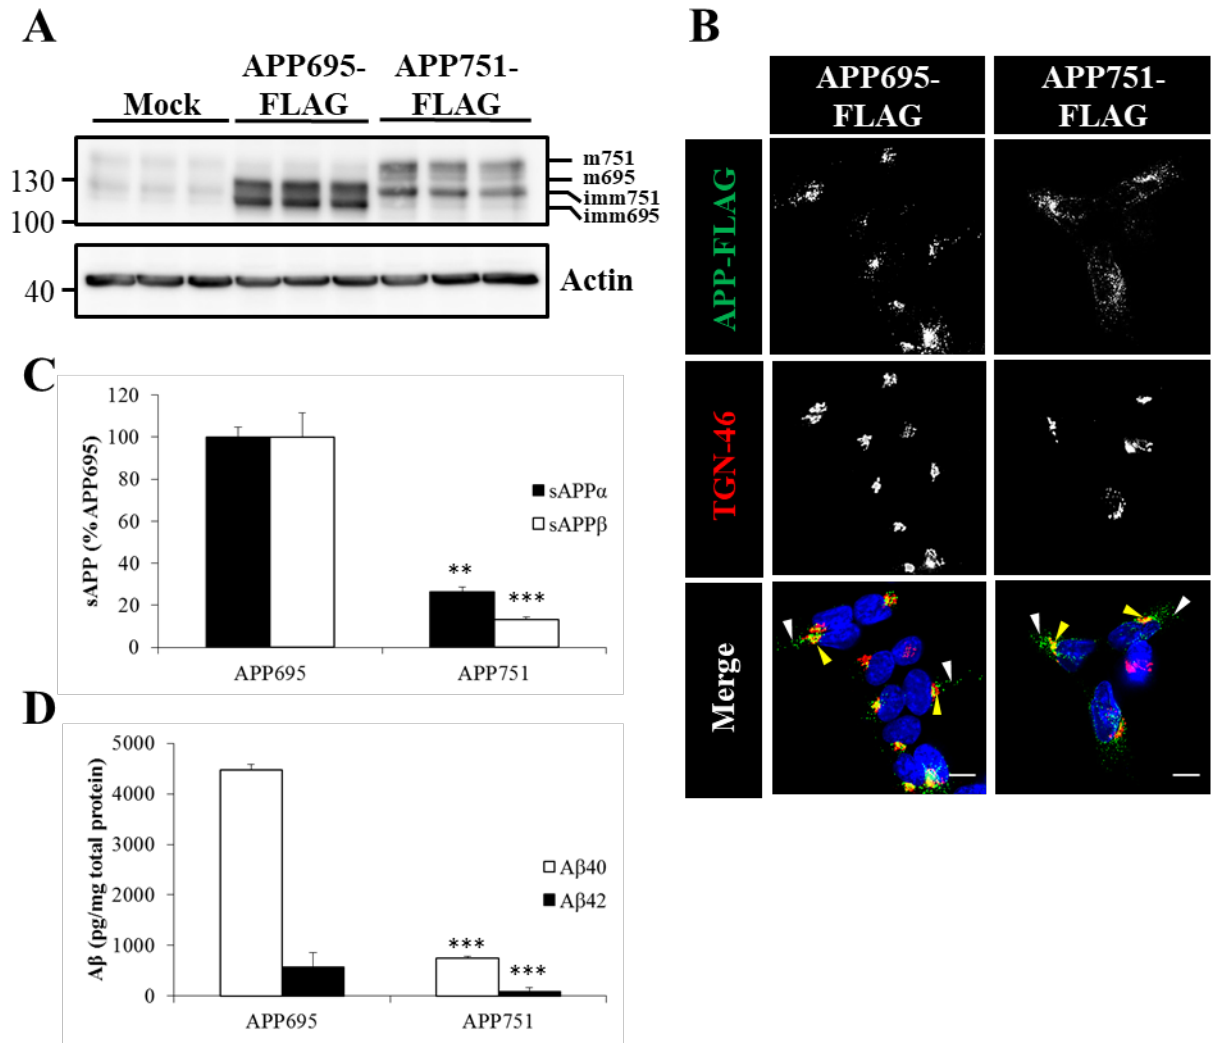 A
APP695-
FLAG
APP751-
FLAG
Mock
130
100
m751
m695
imm751
imm695
40
Actin
B
APP695-
FLAG
APP751-
FLAG
APP-FLAG
TGN-46
Merge
C
120
100
80
60
40
20
0
sAPP (% APP695)
sAPPα
sAPPβ
**
***
APP695
APP751
D
5000
4000
3000
2000
1000
0
Aβ (pg/mg total protein)
Aβ40
Aβ42
***
***
APP695
APP751